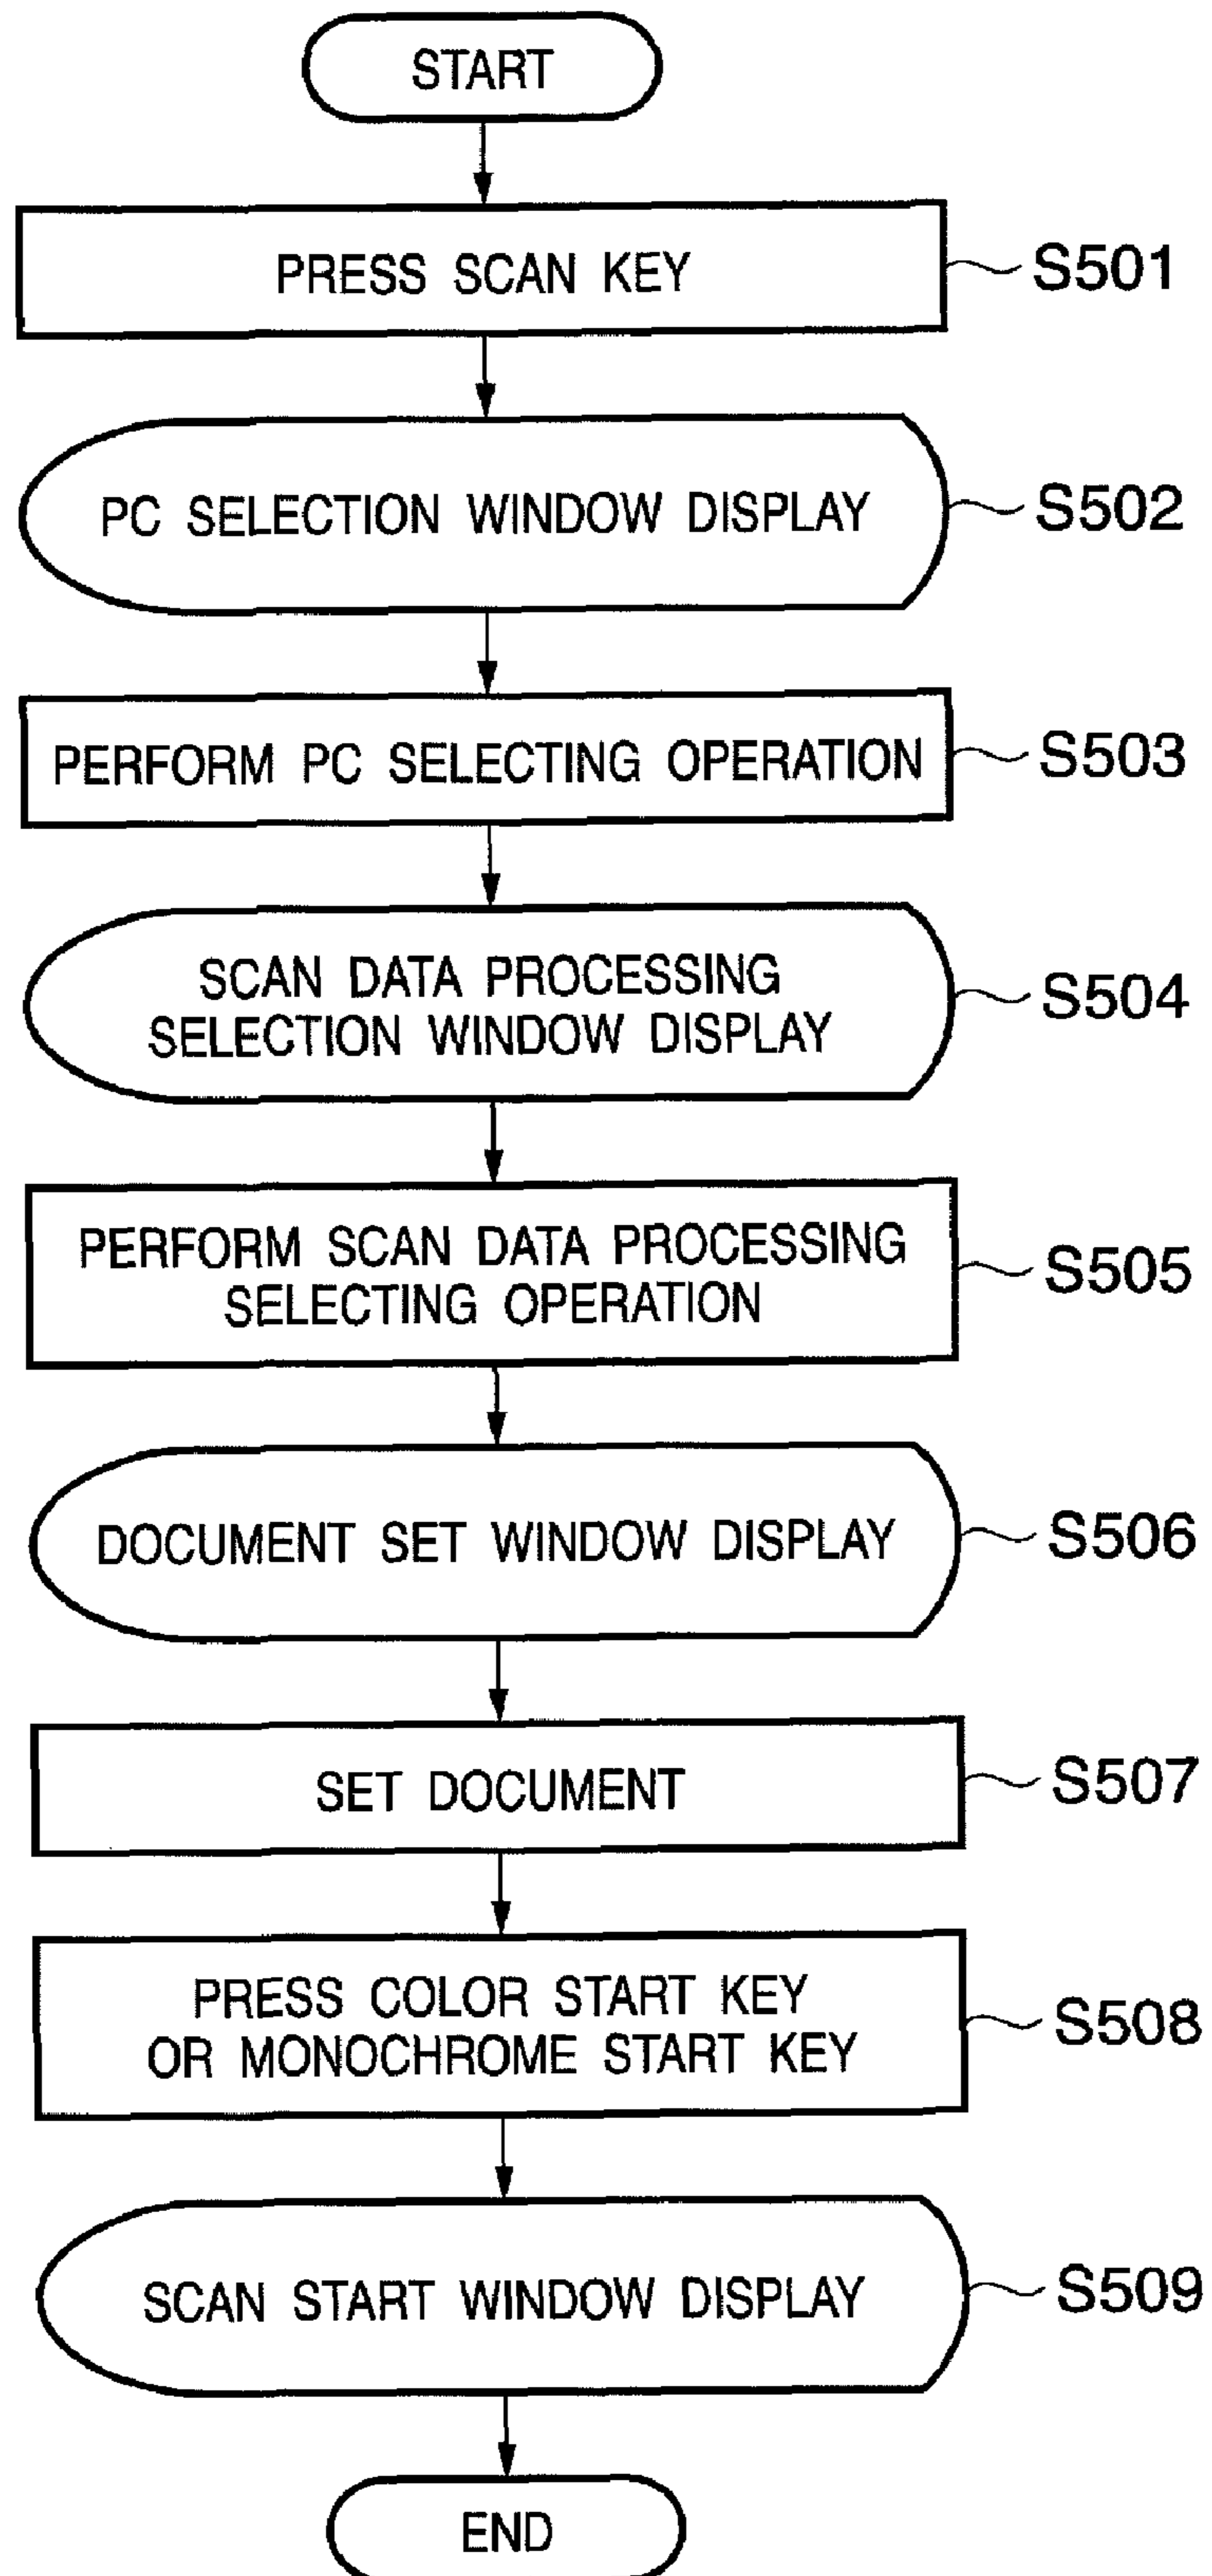 START
PRESS SCAN KEY
S501
PC SELECTION WINDOW DISPLAY
S502
PERFORM PC SELECTING OPERATION
S503
SCAN DATA PROCESSING
SELECTION WINDOW DISPLAY
S504
PERFORM SCAN DATA PROCESSING
SELECTING OPERATION
S505
DOCUMENT SET WINDOW DISPLAY
S506
SET DOCUMENT
S507
PRESS COLOR START KEY
OR MONOCHROME START KEY
S508
SCAN START WINDOW DISPLAY
S509
END